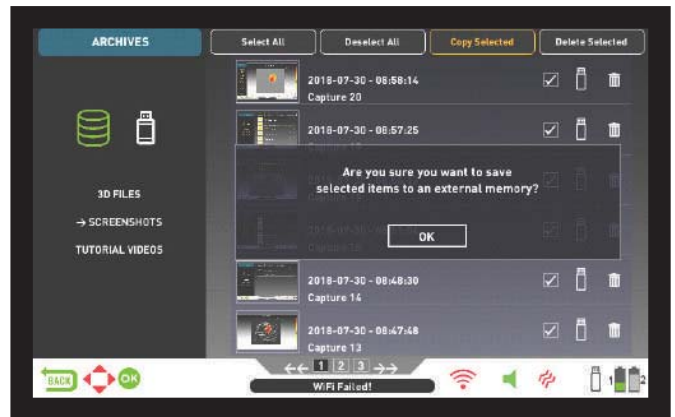 ARCHIVES
Select All
Deselect All
Copy Selected
Delete Selected
2018-07-30 - 08:58:14
Capture 20
2018-07-30 - 08:57:25
Are you sure you want to save
selected items to an external memory?
OK
3D FILES
→ SCREENSHOTS
TUTORIAL VIDEOS
2018-07-30 - 08:48:30
Capture 14
2018-07-30 - 08:47:48
Capture 13
←← 1 2 3 →→
BACK
OK
WiFi Failed!
1
2